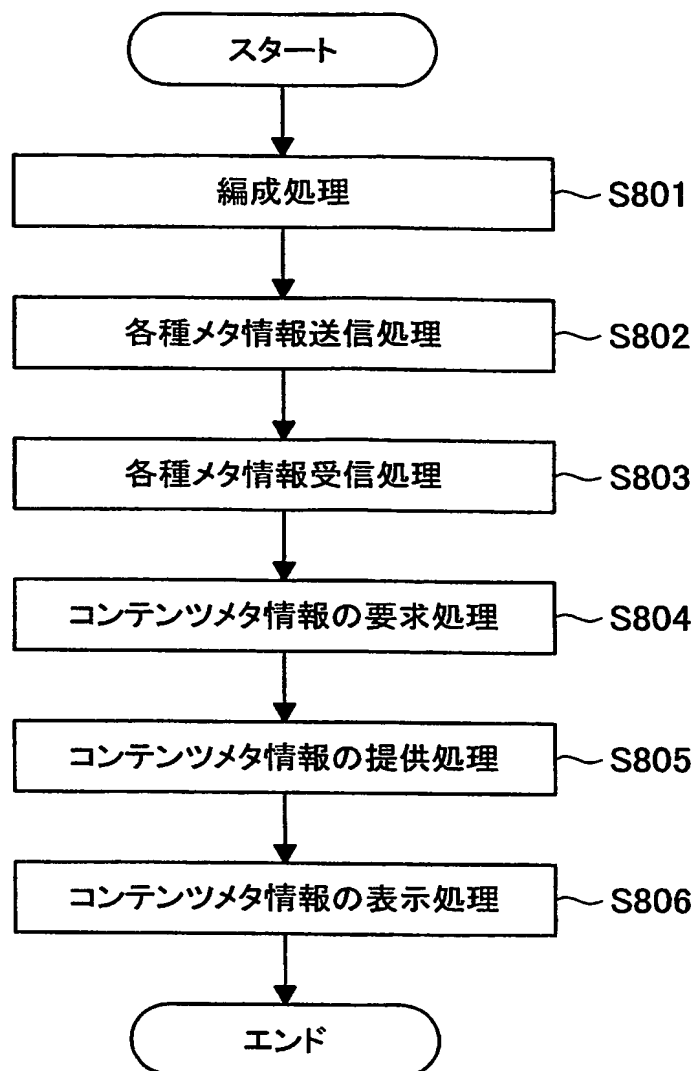 スタート
編成処理
S801
各種メタ情報送信処理
S802
各種メタ情報受信処理
S803
コンテンツメタ情報の要求処理
S804
コンテンツメタ情報の提供処理
S805
コンテンツメタ情報の表示処理
S806
エンド